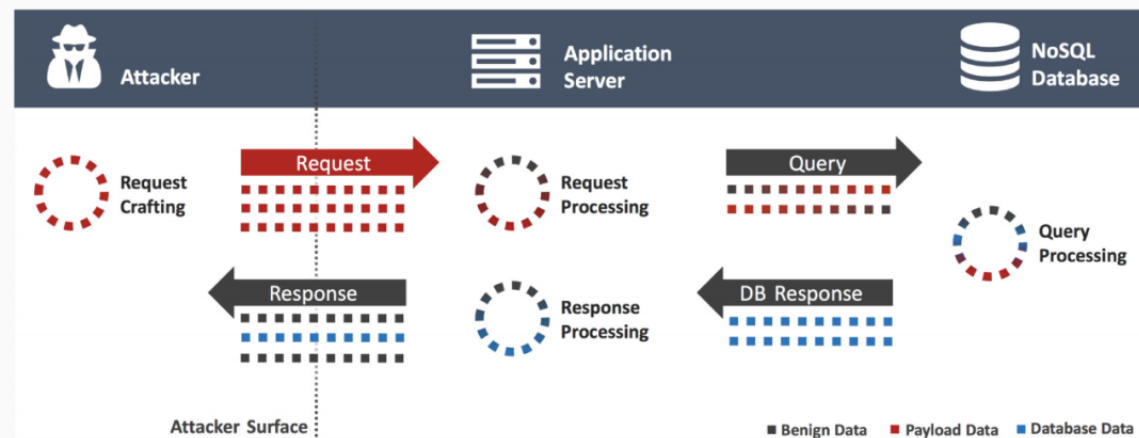 Attacker
Application
Server
NoSQL
Database
Request
Crafting
Request
Request
Processing
Query
Query
Processing
Response
Response
Processing
DB Response
Attacker Surface
Benign Data
Payload Data
Database Data